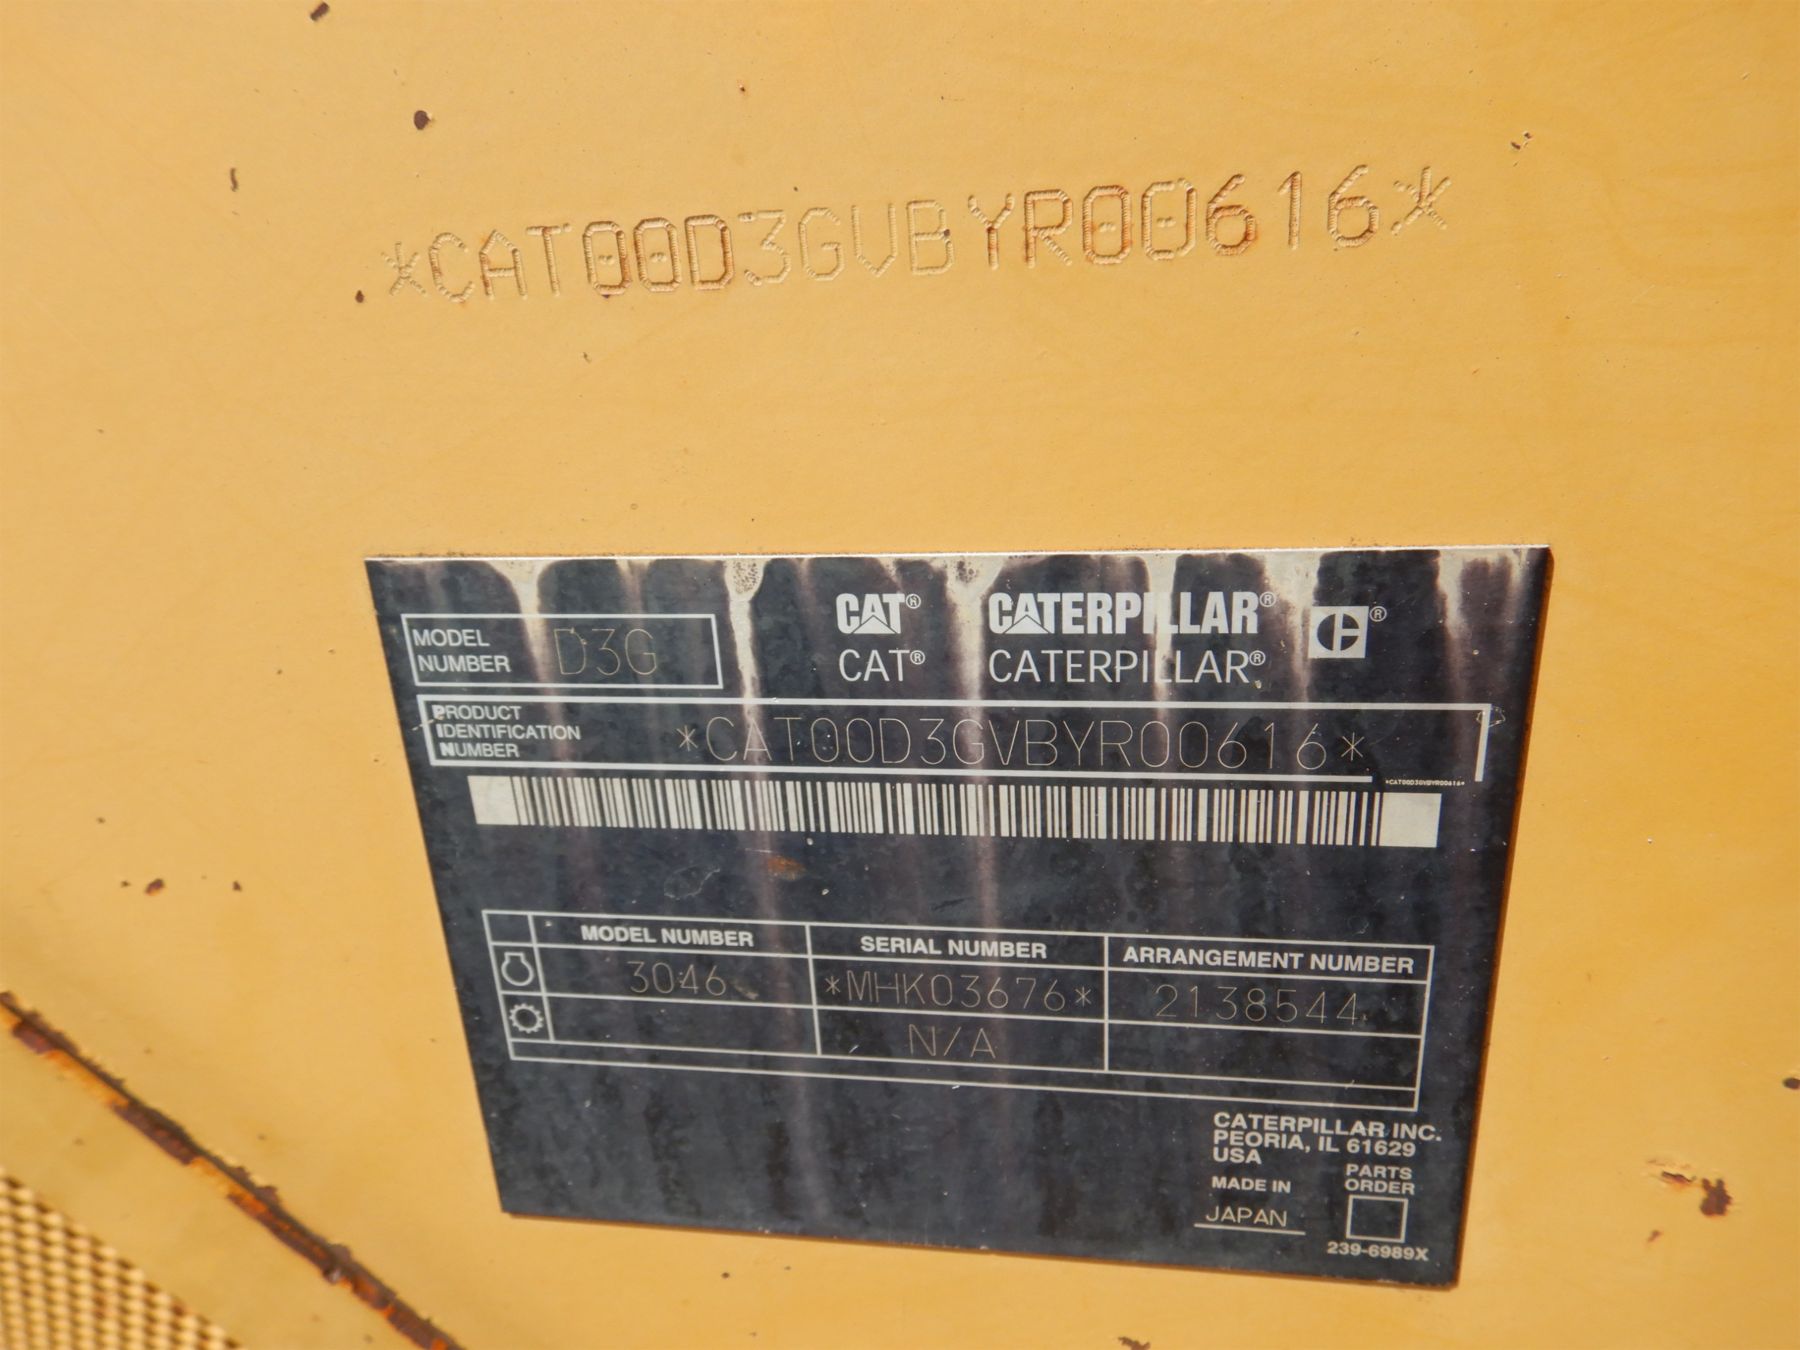 *CAT00D3GVBYR00616*
MODEL NUMBER D3G
CAT® CATERPILLAR® C®
CAT® CATERPILLAR®
PRODUCT
IDENTIFICATION
NUMBER
*CAT00D3GVBYR00616*
*CAT00D3GVBYR00616*
MODEL NUMBER SERIAL NUMBER ARRANGEMENT NUMBER
3046 *MHK03676* 2138544
N/A
CATERPILLAR INC.
PEORIA, IL 61629
USA
MADE IN
JAPAN
PARTS
ORDER
239-6989X